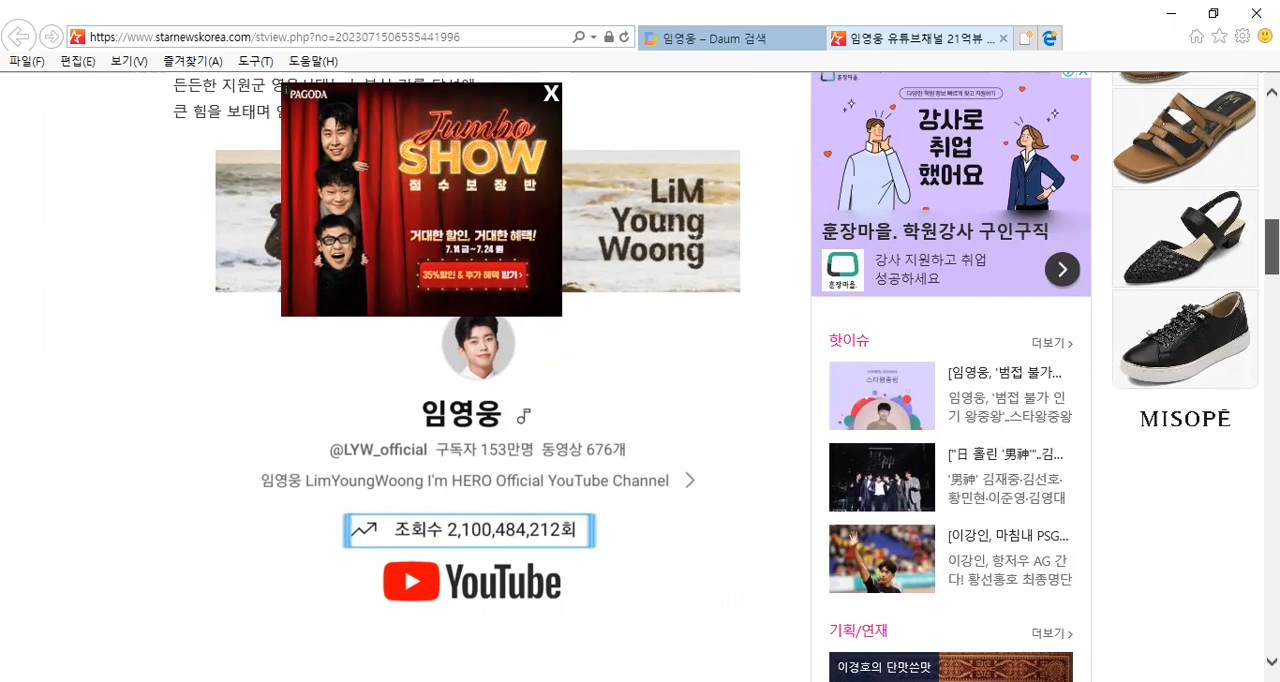 https://www.starnewskorea.com/stview.php?no=2023071506535441996
임영웅 – Daum 검색
임영웅 유튜브채널 21억뷰 ...
파일(F) 편집(E) 보기(V) 즐겨찾기(A) 도구(T) 도움말(H)
큰 힘을 보태며
PAGODA
X
Jumbo
SHOW
점수보장반
거대한 할인, 거대한 혜택!
7.14 금~7.24 월
35%할인 & 추가 혜택 받기 ›
LiM
Young
Woong
임영웅
@LYW_official 구독자 153만명 동영상 676개
임영웅 LimYoungWoong I'm HERO Official YouTube Channel
조회수 2,100,484,212회
YouTube
훈장마을
다양한 학원 정보 빠르게 찾고 지원하기
강사로
취업
했어요
훈장마을. 학원강사 구인구직
훈장마을.
강사 지원하고 취업
성공하세요
핫이슈
더보기 ›
[임영웅, '범접 불가...
스타왕중왕
임영웅, '범접 불가 인
기 왕중왕'..스타왕중왕
["日 홀린 '男神'"..김...
'男神' 김재중·김선호·
황민현·이준영·김영대
[이강인, 마침내 PSG...
이강인, 항저우 AG 간
다! 황선홍호 최종명단
기획/연재
더보기 ›
이경호의 단맛쓴맛
MISOPÉ